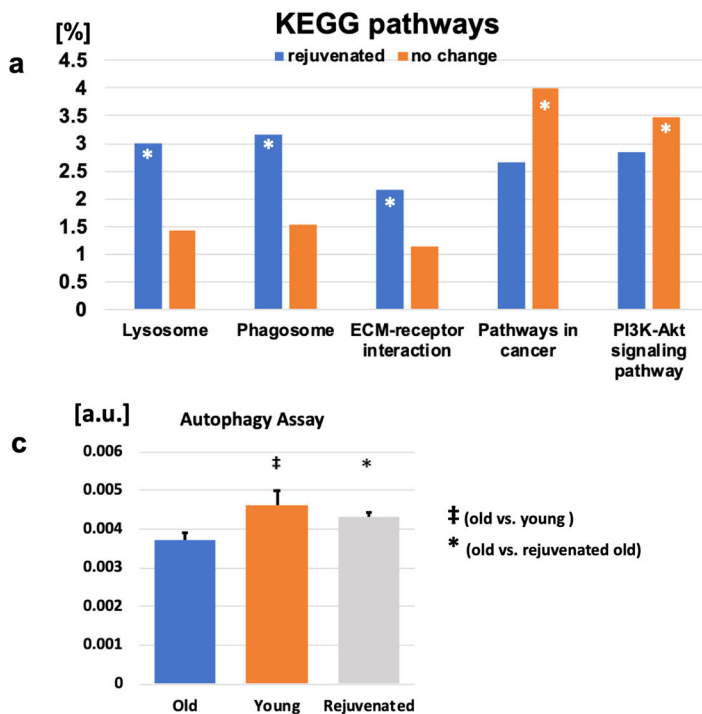 KEGG pathways
[%]
a
rejuvenated no change
4.5
4
3.5
3
2.5
2
1.5
1
0.5
0
* * * * *
Lysosome Phagosome ECM-receptor Pathways in PI3K-Akt
interaction cancer signaling
pathway
[a.u.]
c
Autophagy Assay
0.006
0.005
0.004
0.003
0.002
0.001
0
‡ *
‡ (old vs. young )
* (old vs. rejuvenated old)
Old Young Rejuvenated